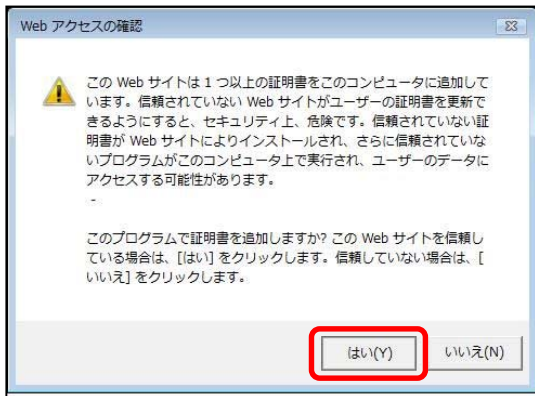 Web アクセスの確認
この Web サイトは 1 つ以上の証明書をこのコンピュータに追加して
います。信頼されていない Web サイトがユーザーの証明書を更新で
きるようにすると、セキュリティ上、危険です。信頼されていない証
明書が Web サイトによりインストールされ、さらに信頼されていな
いプログラムがこのコンピュータ上で実行され、ユーザーのデータに
アクセスする可能性があります。
-
このプログラムで証明書を追加しますか? この Web サイトを信頼し
ている場合は、[はい] をクリックします。信頼していない場合は、[
いいえ] をクリックします。
はい(Y) いいえ(N)